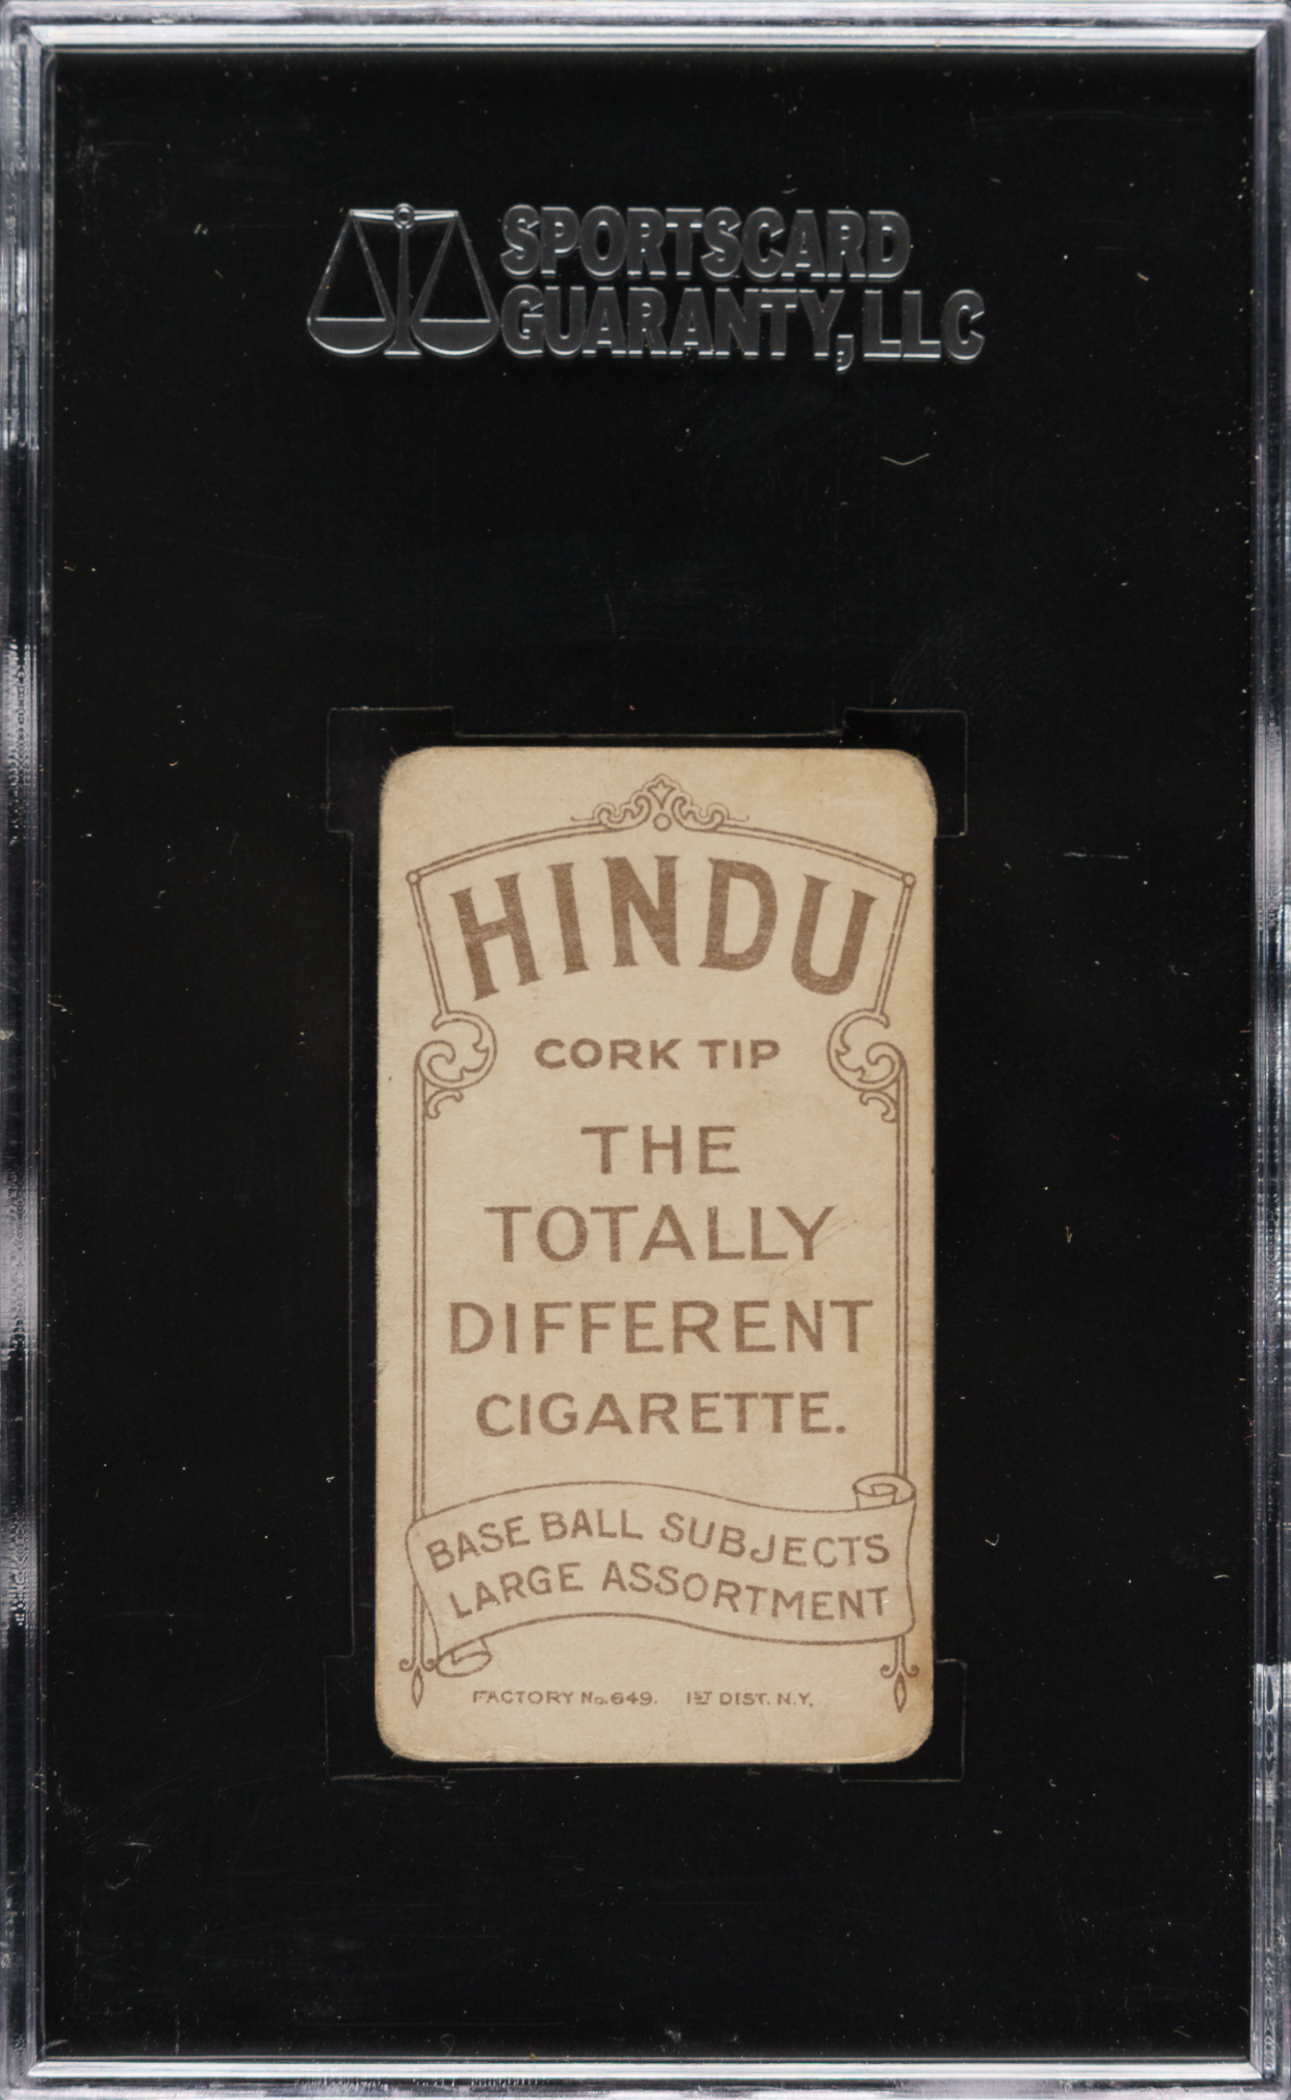 SPORTSCARD
GUARANTY, LLC
HINDU
CORK TIP
THE
TOTALLY
DIFFERENT
CIGARETTE.
BASE BALL SUBJECTS
LARGE ASSORTMENT
FACTORY No. 649. 1ST DIST. N.Y.